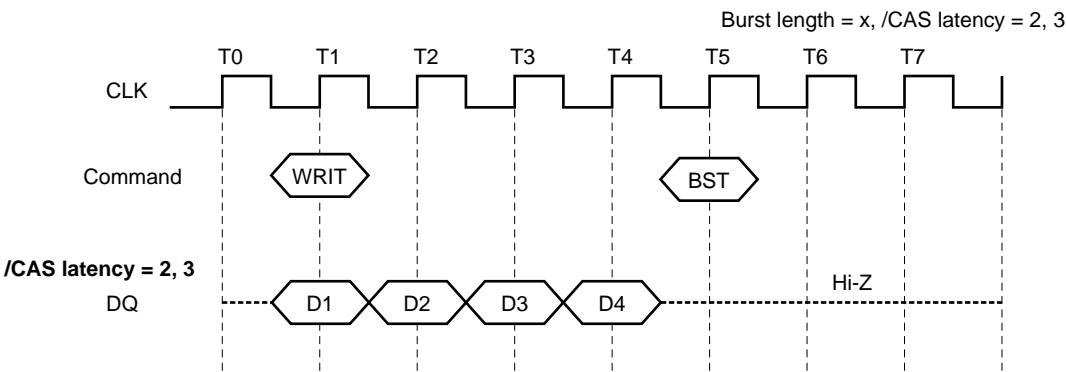 Burst length = x, /CAS latency = 2, 3
T0 T1 T2 T3 T4 T5 T6 T7
CLK
Command WRIT BST
/CAS latency = 2, 3
Hi-Z
DQ D1 D2 D3 D4